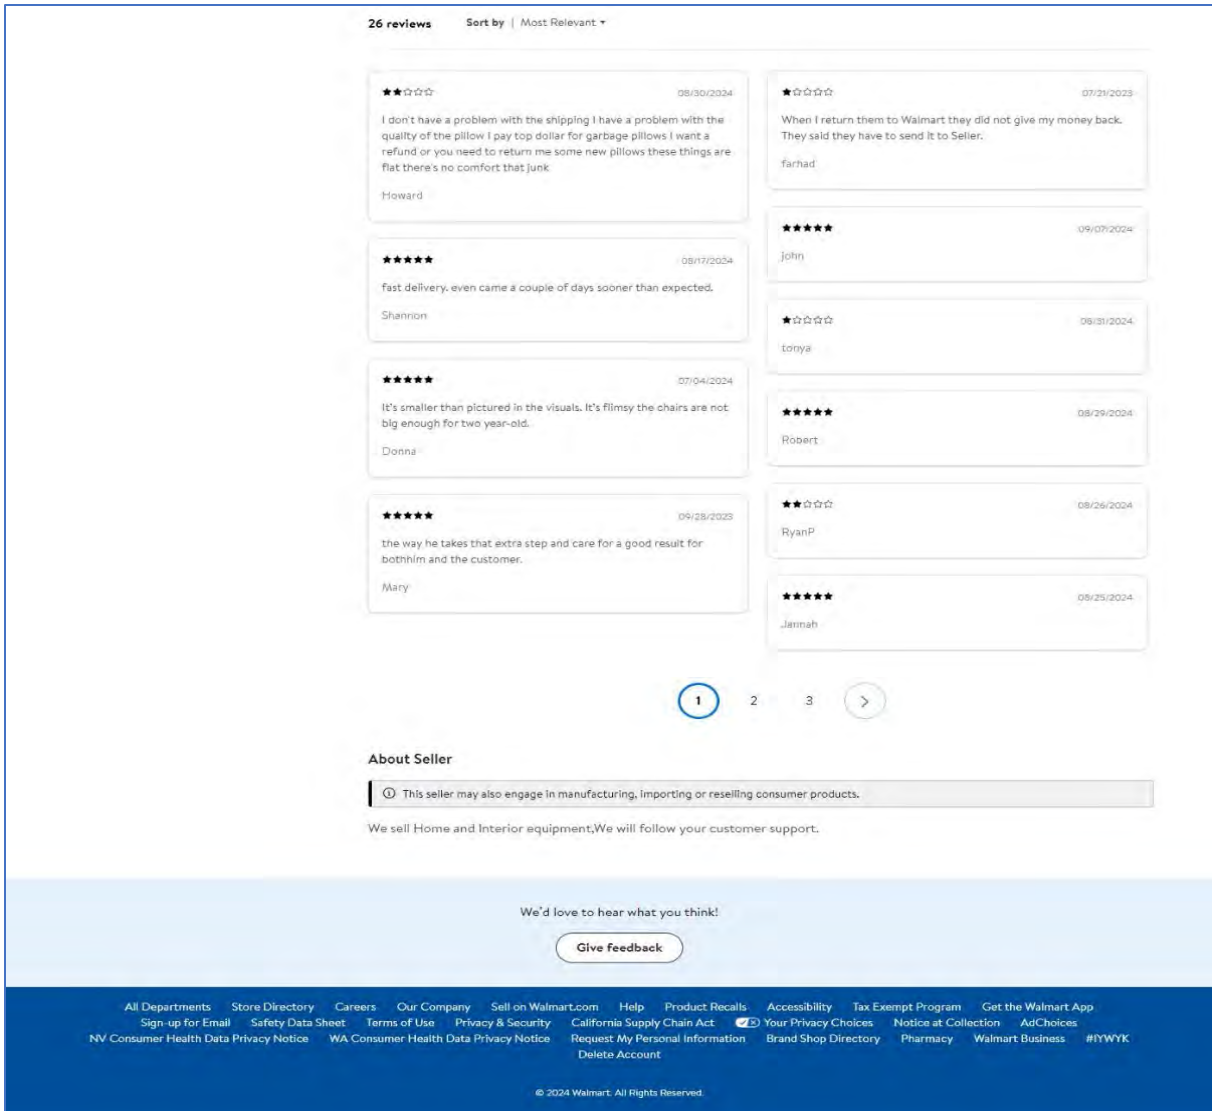 26 reviews Sort by | Most Relevant
08/30/2024
I don't have a problem with the shipping I have a problem with the
quality of the pillow I pay top dollar for garbage pillows I want a
refund or you need to return me some new pillows these things are
flat there's no comfort that junk
Howard
08/17/2024
fast delivery. even came a couple of days sooner than expected.
Shannon
07/04/2024
It's smaller than pictured in the visuals. It's flimsy the chairs are not
big enough for two year-old.
Donna
09/28/2023
the way he takes that extra step and care for a good result for
bothhim and the customer.
Mary
07/21/2023
When I return them to Walmart they did not give my money back.
They said they have to send it to Seller.
farhad
09/07/2024
john
08/31/2024
tonya
08/29/2024
Robert
08/26/2024
RyanP
08/25/2024
Jannah
1 2 3
About Seller
This seller may also engage in manufacturing, importing or reselling consumer products.
We sell Home and Interior equipment,We will follow your customer support.
We'd love to hear what you think!
Give feedback
All Departments Store Directory Careers Our Company Sell on Walmart.com Help Product Recalls Accessibility Tax Exempt Program Get the Walmart App
Sign-up for Email Safety Data Sheet Terms of Use Privacy & Security California Supply Chain Act Your Privacy Choices Notice at Collection AdChoices
NV Consumer Health Data Privacy Notice WA Consumer Health Data Privacy Notice Request My Personal Information Brand Shop Directory Pharmacy Walmart Business #IYWYK
Delete Account
© 2024 Walmart. All Rights Reserved.